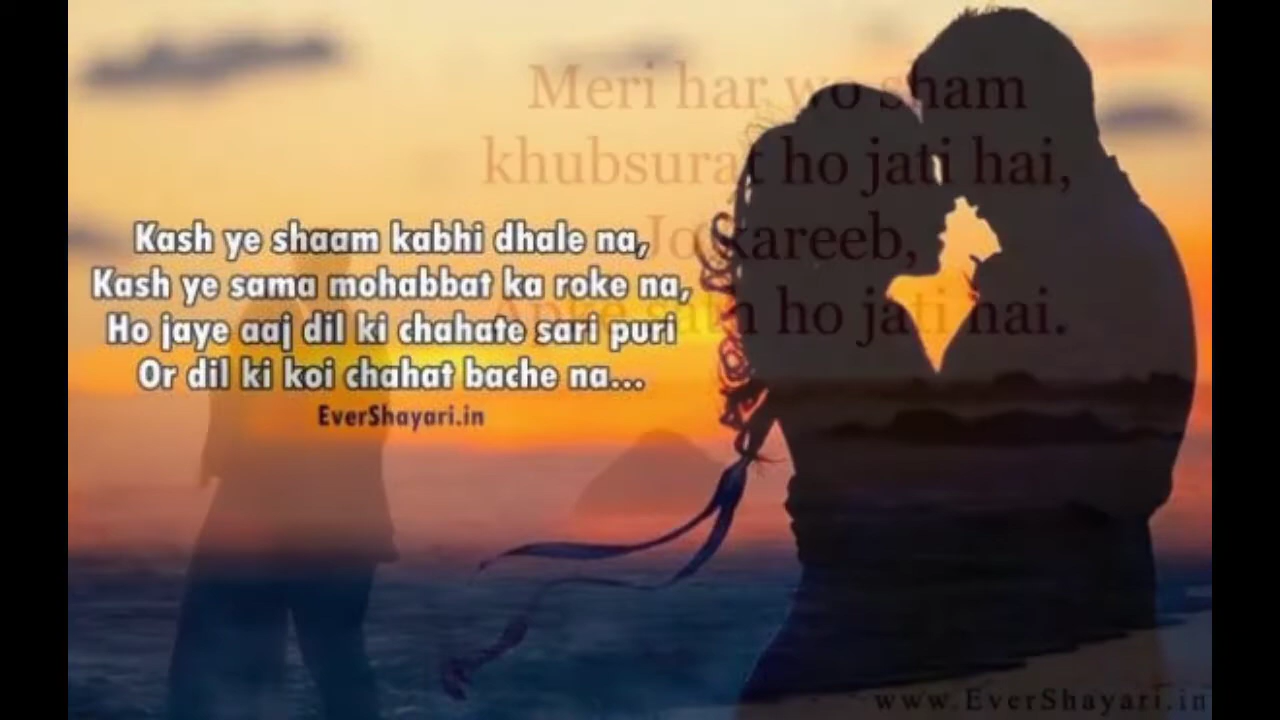 Meri har wo sham
khubsurat ho jati hai,
Jo kareeb,
Apke sath ho jati hai.
Kash ye shaam kabhi dhale na,
Kash ye sama mohabbat ka roke na,
Ho jaye aaj dil ki chahate sari puri
Or dil ki koi chahat bache na...
EverShayari.in
www.EverShayari.in